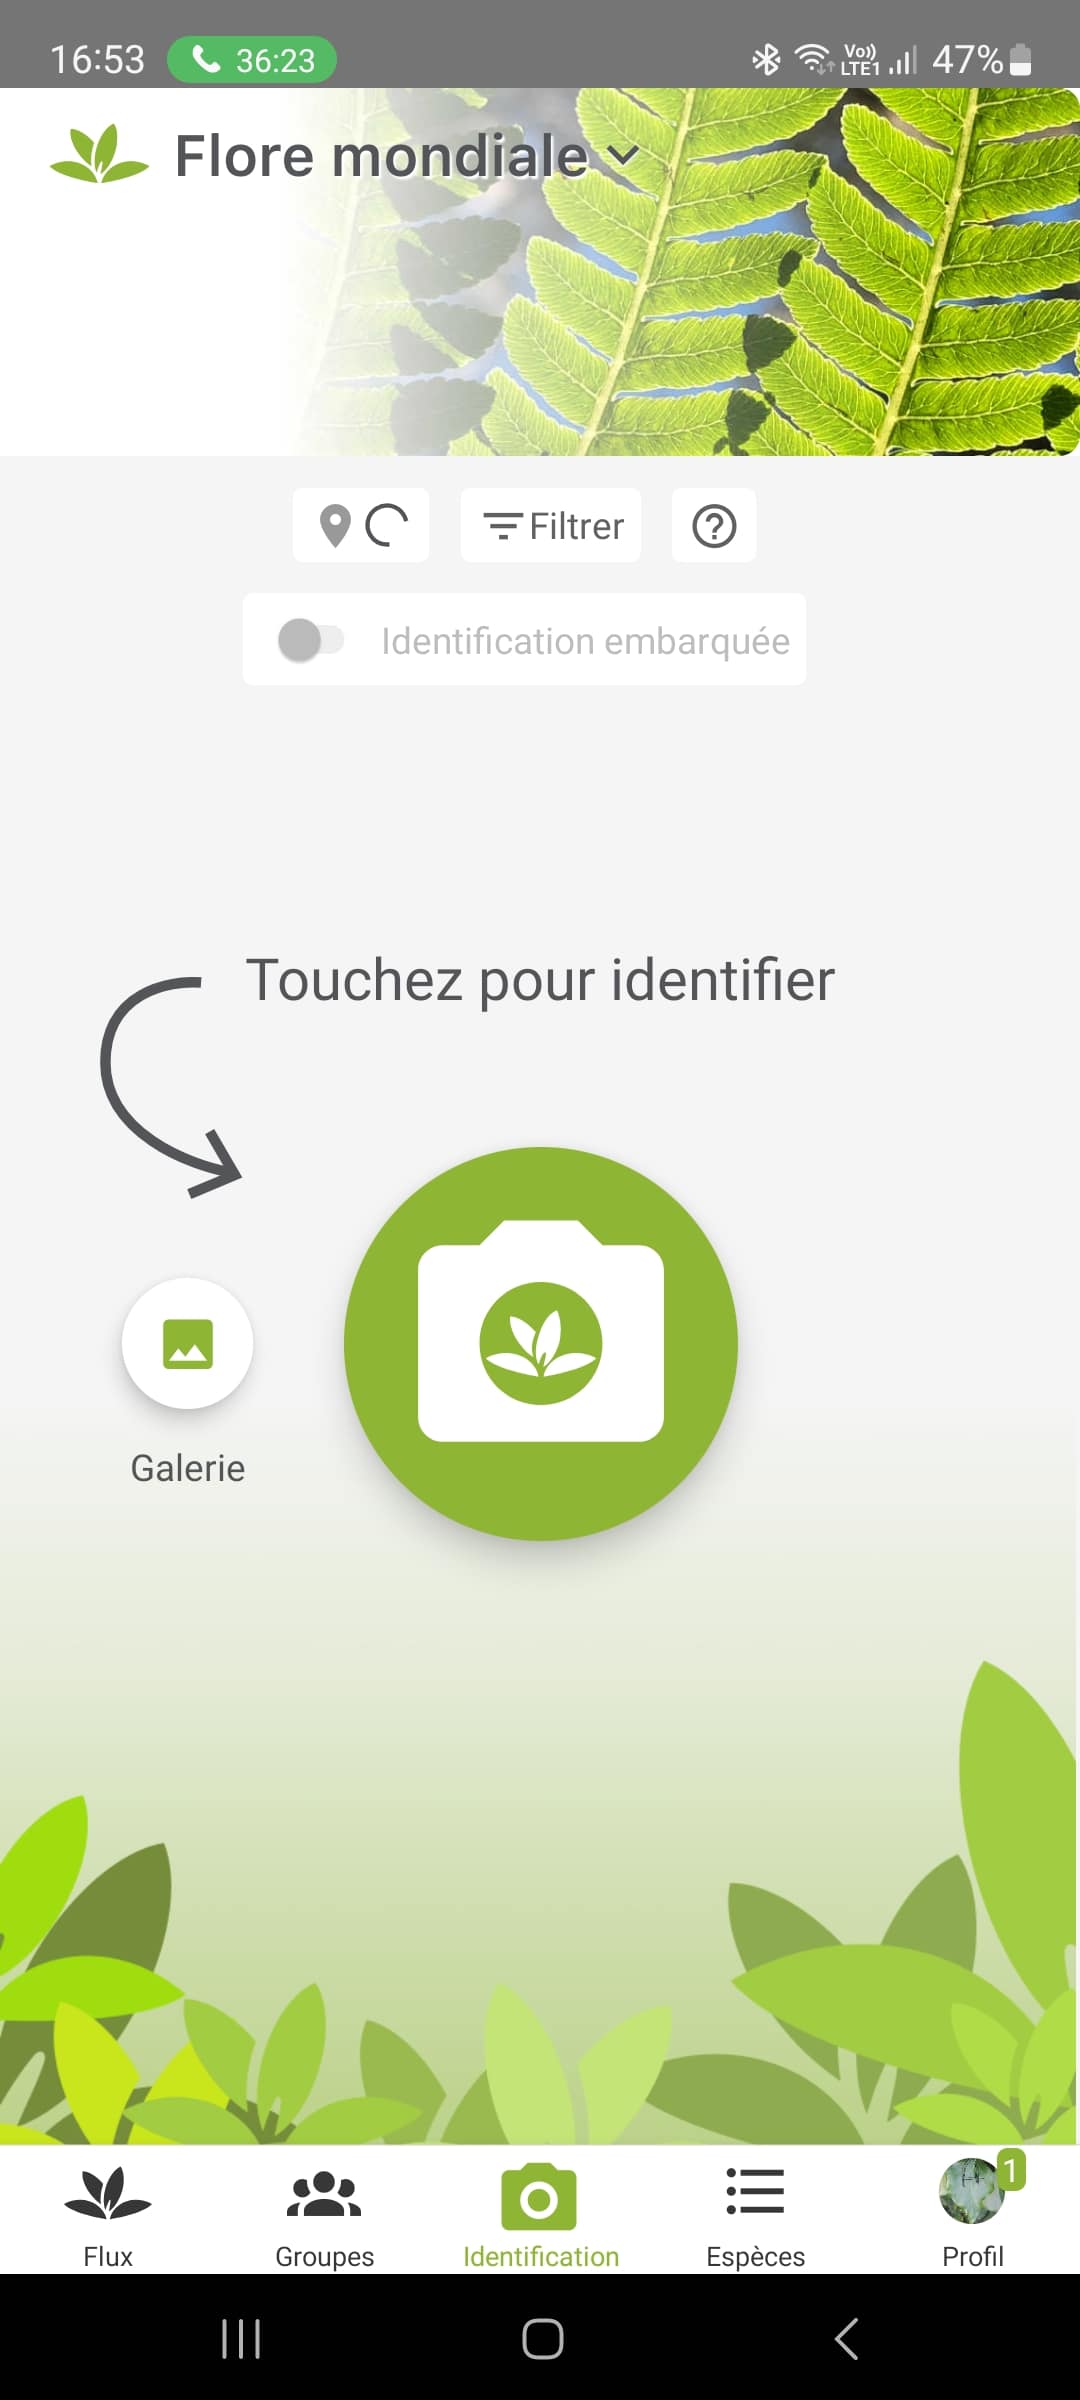 16:53 36:23 Vo)) LTE1 47%
Flore mondiale
Filtrer
Identification embarquée
Touchez pour identifier
Galerie
1
Flux Groupes Identification Espèces Profil